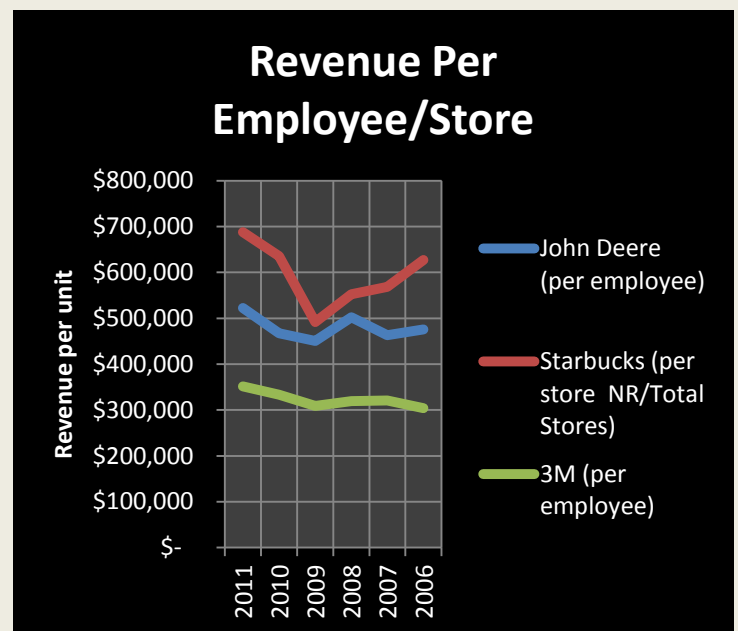 Revenue Per
Employee/Store
$800,000
$700,000
$600,000
$500,000
$400,000
$300,000
$200,000
$100,000
$-
Revenue per unit
2011
2010
2009
2008
2007
2006
John Deere
(per employee)
Starbucks (per
store NR/Total
Stores)
3M (per
employee)